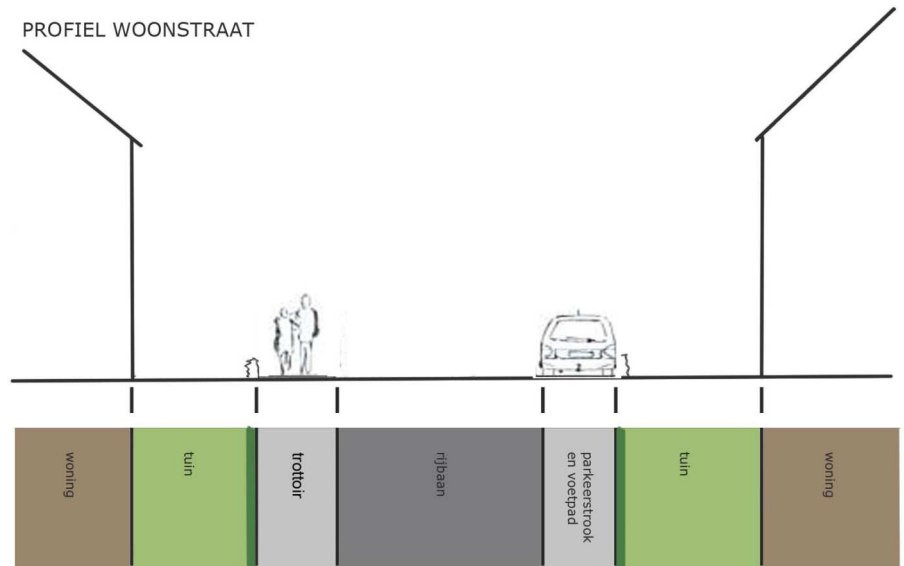 PROFIEL WOONSTRAAT
woning
tuin
trottoir
rijbaan
parkeerstrook
en voetpad
tuin
woning